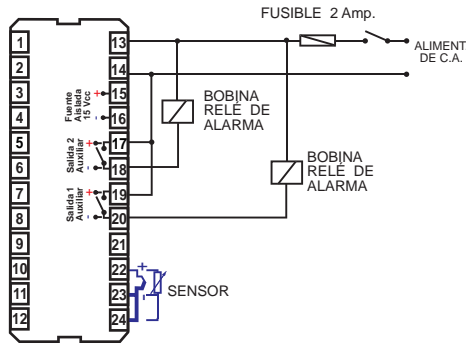 FUSIBLE 2 Amp.
ALIMENT
DE C.A.
1
2
3
4
5
6
7
8
9
10
11
12
13
14
15
16
17
18
19
20
21
22
23
24
Fuente
Aislada
15 Vcc
+
-
Salida 2
Auxiliar
+
-
Salida 1
Auxiliar
+
-
BOBINA
RELÉ DE
ALARMA
BOBINA
RELÉ DE
ALARMA
+
-
SENSOR